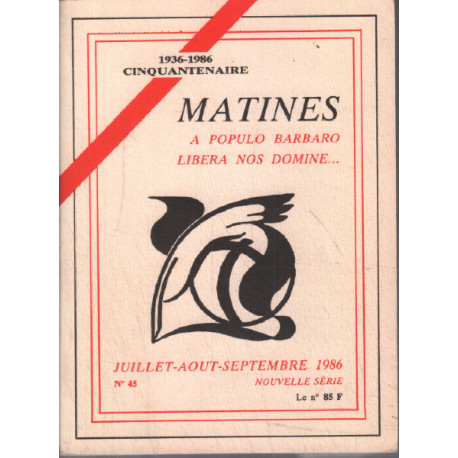 1936-1986
CINQUANTENAIRE
MATINES
A POPULO BARBARO
LIBERA NOS DOMINE...
JUILLET-AOUT-SEPTEMBRE 1986
N° 45 NOUVELLE SÉRIE
Le n° 85 F